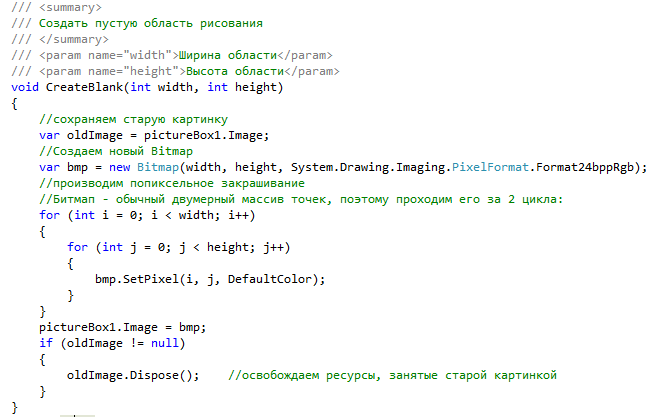 /// <summary>
/// Создать пустую область рисования
/// </summary>
/// <param name="width">Ширина области</param>
/// <param name="height">Высота области</param>
void CreateBlank(int width, int height)
{
    //сохраняем старую картинку
    var oldImage = pictureBox1.Image;
    //Создаем новый Bitmap
    var bmp = new Bitmap(width, height, System.Drawing.Imaging.PixelFormat.Format24bppRgb);
    //производим попиксельное закрашивание
    //Битмап - обычный двумерный массив точек, поэтому проходим его за 2 цикла:
    for (int i = 0; i < width; i++)
    {
        for (int j = 0; j < height; j++)
        {
            bmp.SetPixel(i, j, DefaultColor);
        }
    }
    pictureBox1.Image = bmp;
    if (oldImage != null)
    {
        oldImage.Dispose();    //освобождаем ресурсы, занятые старой картинкой
    }
}